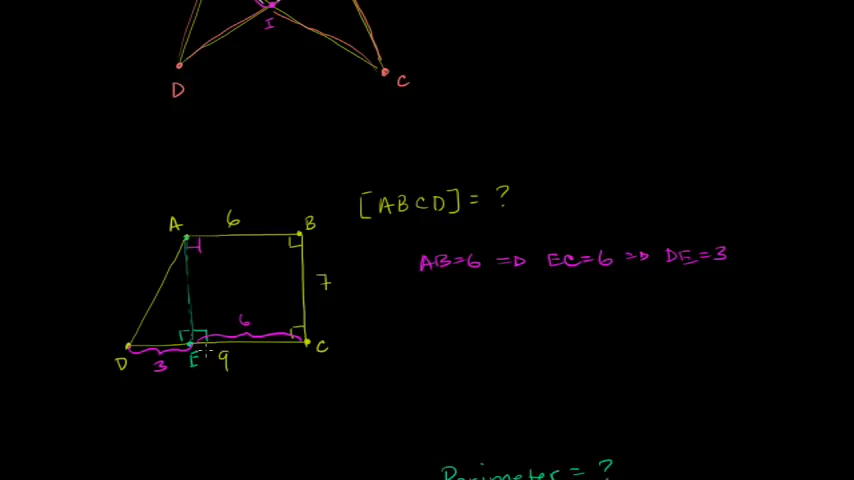 I
D
C
[ABCD] = ?
A 6 B
AB=6 ⇒ EC=6 ⇒ DE=3
7
6
D E C
3 9
Perimeter = ?